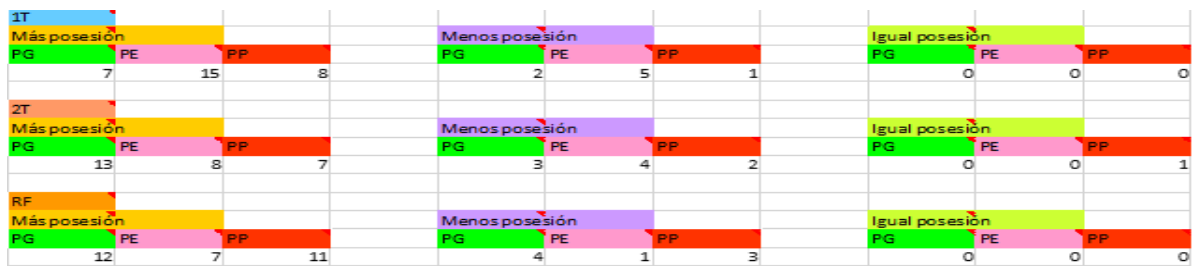 1T
Más posesión Menos posesión Igual posesión
PG PE PP PG PE PP PG PE PP
7 15 8 2 5 1 0 0 0
2T
Más posesión Menos posesión Igual posesión
PG PE PP PG PE PP PG PE PP
13 8 7 3 4 2 0 0 1
RF
Más posesión Menos posesión Igual posesión
PG PE PP PG PE PP PG PE PP
12 7 11 4 1 3 0 0 0